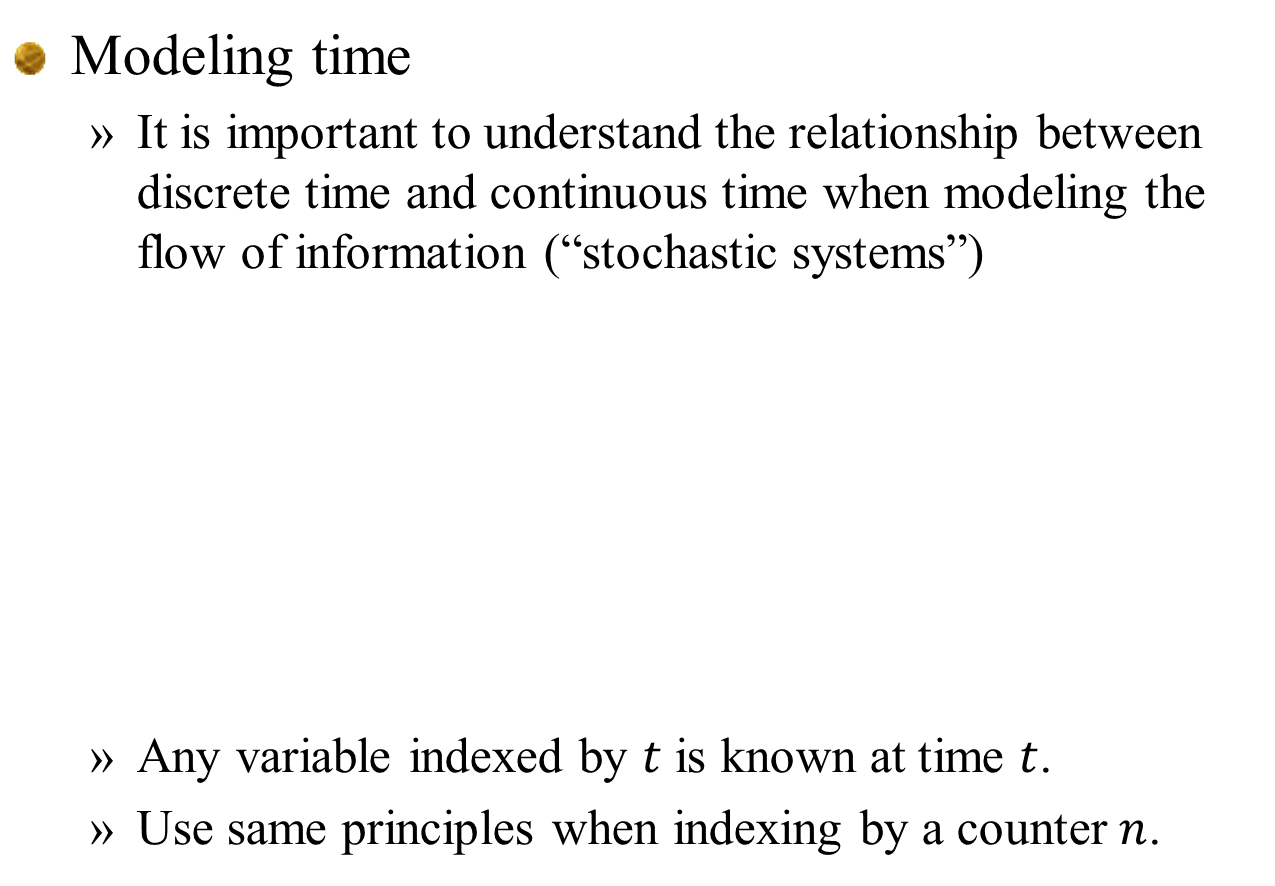 Modeling time
» It is important to understand the relationship between
discrete time and continuous time when modeling the
flow of information (“stochastic systems”)
» Any variable indexed by t is known at time t.
» Use same principles when indexing by a counter n.